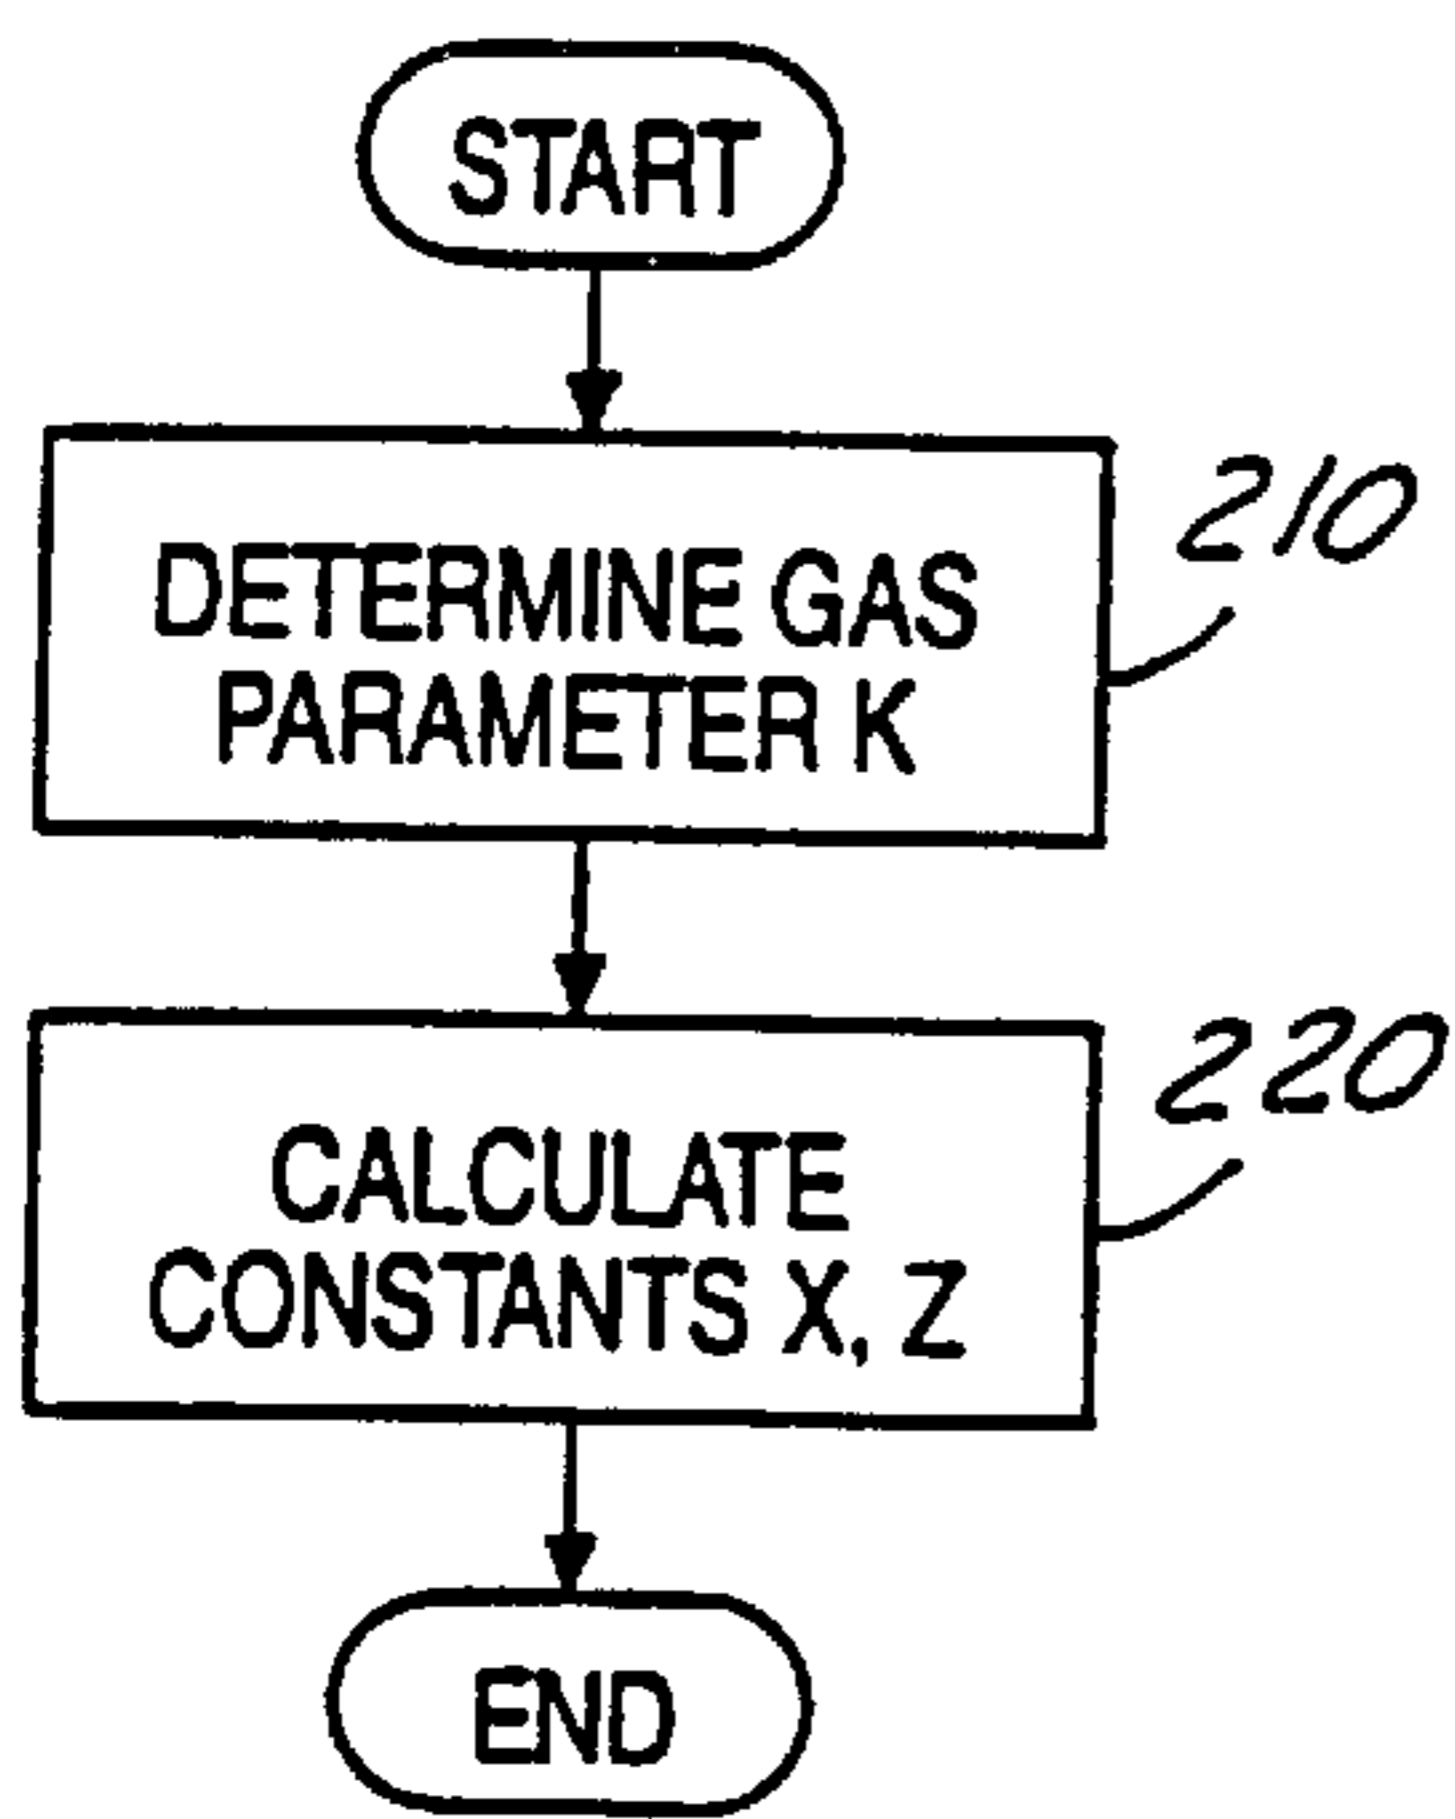 START
DETERMINE GAS
PARAMETER K
210
CALCULATE
CONSTANTS X, Z
220
END